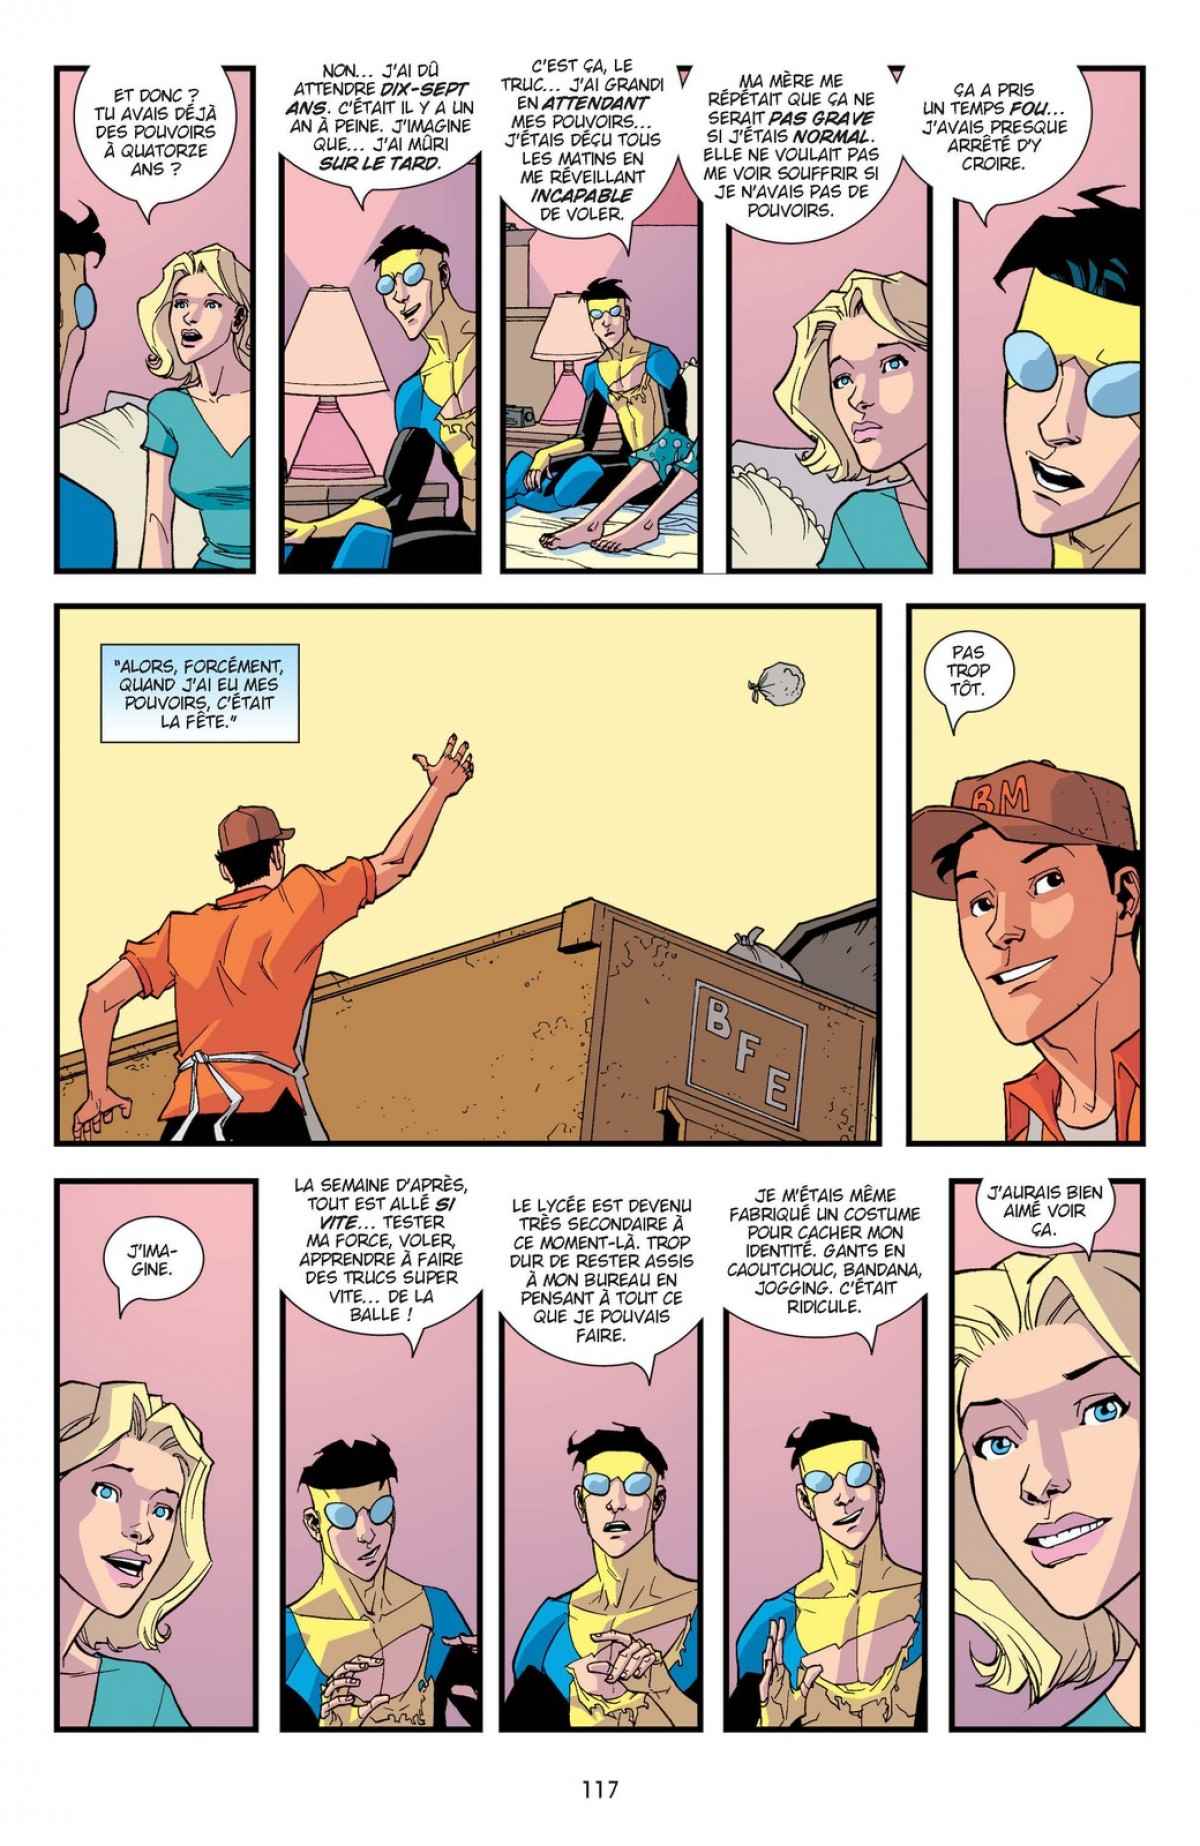 ET DONC ?
TU AVAIS DÉJÀ
DES POUVOIRS
À QUATORZE
ANS ?
NON... J'AI DÛ
ATTENDRE DIX-SEPT
ANS. C'ÉTAIT IL Y A UN
AN À PEINE. J'IMAGINE
QUE... J'AI MÛRI
SUR LE TARD.
C'EST ÇA, LE
TRUC... J'AI GRANDI
EN ATTENDANT
MES POUVOIRS...
J'ÉTAIS DÉÇU TOUS
LES MATINS EN
ME RÉVEILLANT
INCAPABLE
DE VOLER.
MA MÈRE ME
RÉPÉTAIT QUE ÇA NE
SERAIT PAS GRAVE
SI J'ÉTAIS NORMAL.
ELLE NE VOULAIT PAS
ME VOIR SOUFFRIR SI
JE N'AVAIS PAS DE
POUVOIRS.
ÇA A PRIS
UN TEMPS FOU...
J'AVAIS PRESQUE
ARRÊTÉ D'Y
CROIRE.
"ALORS, FORCÉMENT,
QUAND J'AI EU MES
POUVOIRS, C'ÉTAIT
LA FÊTE."
BFE
PAS
TROP
TÔT.
BM
J'IMA-
GINE.
LA SEMAINE D'APRÈS,
TOUT EST ALLÉ SI
VITE... TESTER
MA FORCE, VOLER,
APPRENDRE À FAIRE
DES TRUCS SUPER
VITE... DE LA
BALLE !
LE LYCÉE EST DEVENU
TRÈS SECONDAIRE À
CE MOMENT-LÀ. TROP
DUR DE RESTER ASSIS
À MON BUREAU EN
PENSANT À TOUT CE
QUE JE POUVAIS
FAIRE.
JE M'ÉTAIS MÊME
FABRIQUÉ UN COSTUME
POUR CACHER MON
IDENTITÉ. GANTS EN
CAOUTCHOUC, BANDANA,
JOGGING. C'ÉTAIT
RIDICULE.
J'AURAIS BIEN
AIMÉ VOIR
ÇA.
117